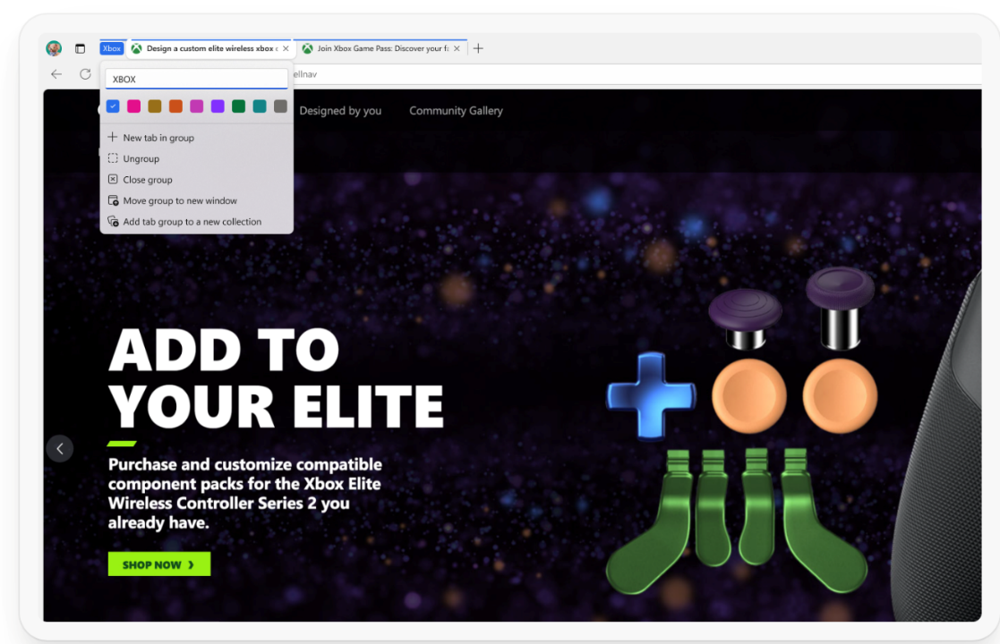 Xbox
Design a custom elite wireless xbox
Join Xbox Game Pass: Discover your
XBOX
ellnav
Designed by you
Community Gallery
New tab in group
Ungroup
Close group
Move group to new window
Add tab group to a new collection
ADD TO
YOUR ELITE
Purchase and customize compatible
component packs for the Xbox Elite
Wireless Controller Series 2 you
already have.
SHOP NOW